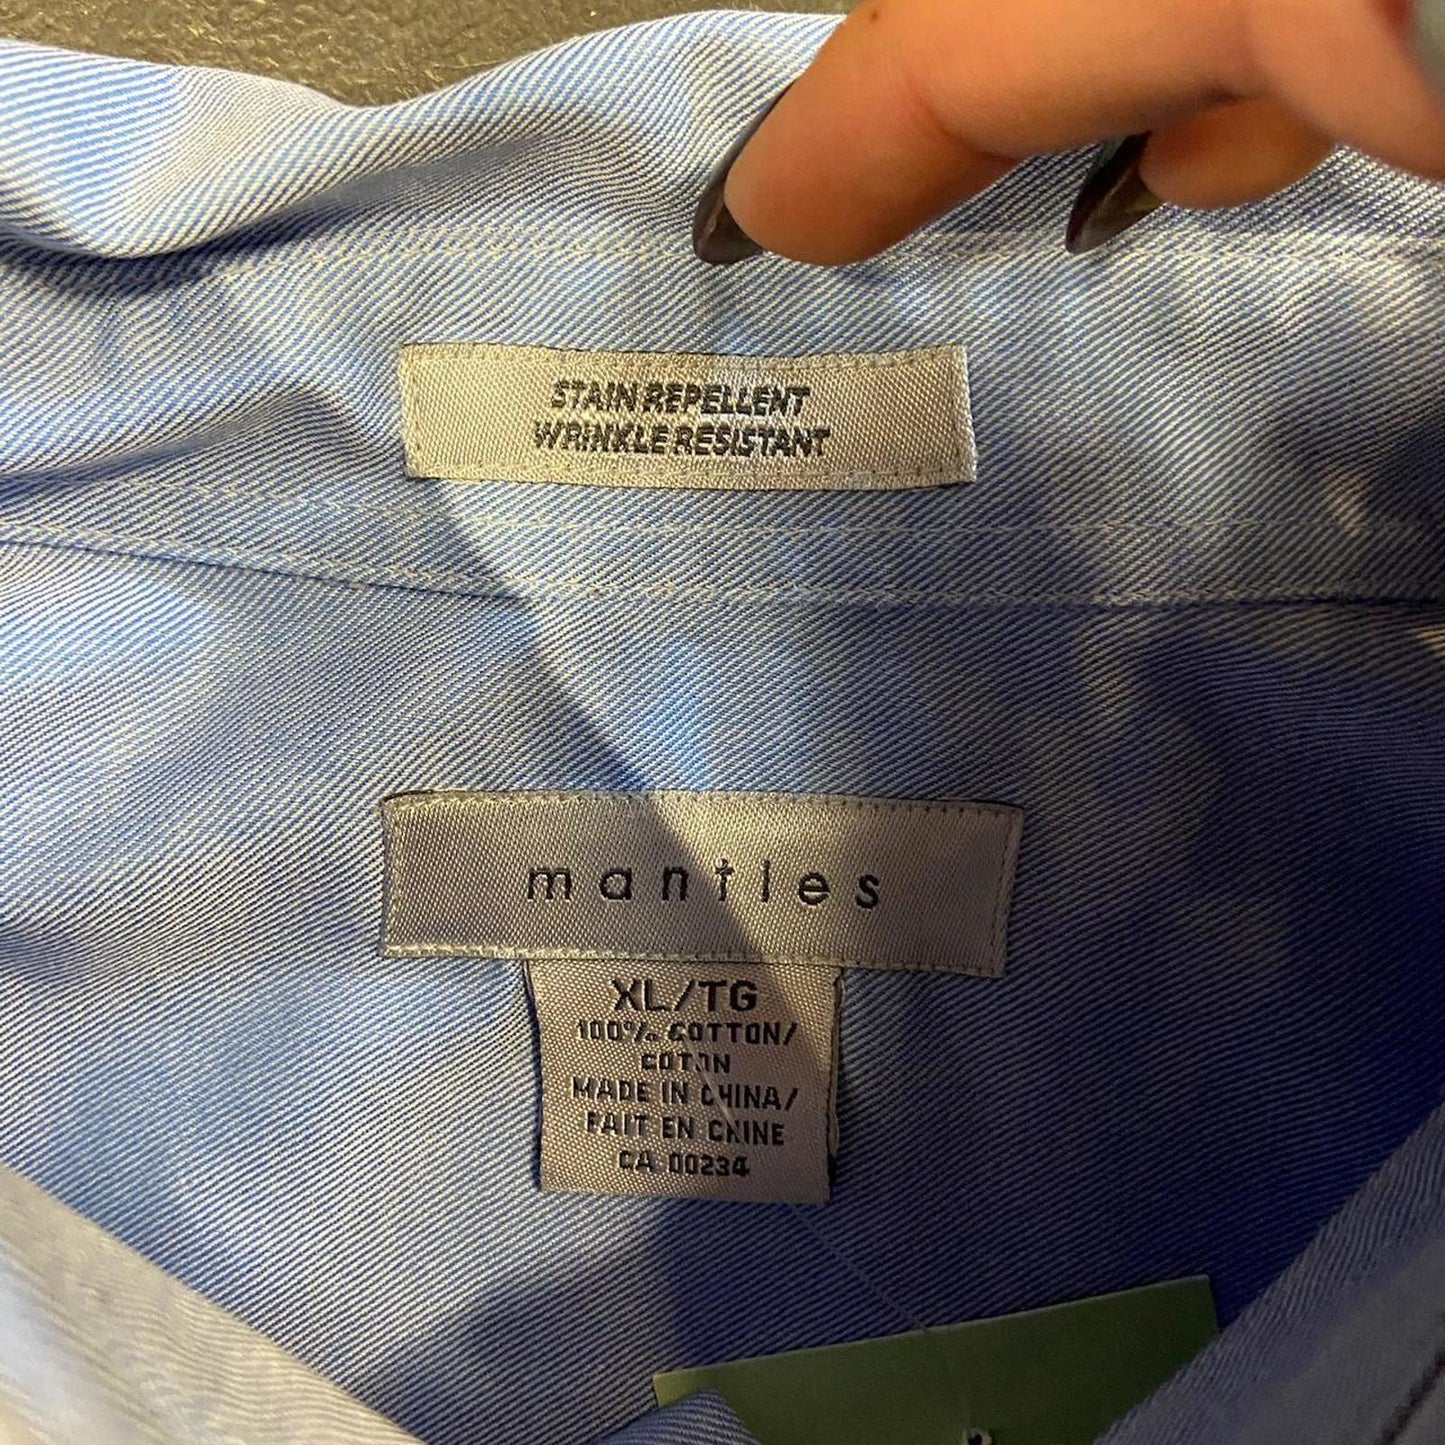 STAIN REPELLENT
WRINKLE RESISTANT
mantles
XL/TG
100% COTTON/
COTON
MADE IN CHINA/
FAIT EN CHINE
CA 00234